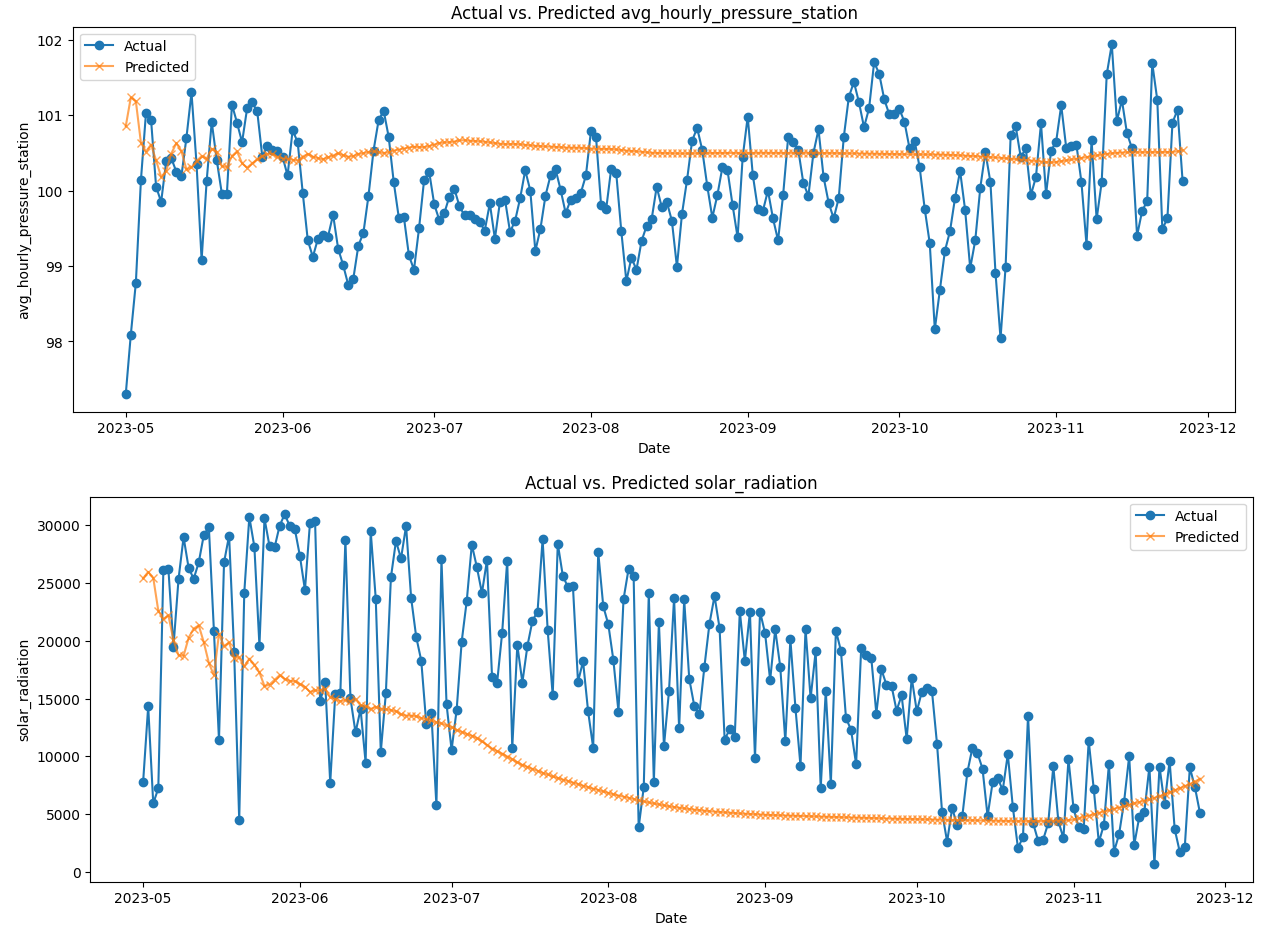 Actual vs. Predicted avg_hourly_pressure_station
Actual
Predicted
avg_hourly_pressure_station
102
101
100
99
98
2023-05 2023-06 2023-07 2023-08 2023-09 2023-10 2023-11 2023-12
Date
Actual vs. Predicted solar_radiation
Actual
Predicted
solar_radiation
30000
25000
20000
15000
10000
5000
0
2023-05 2023-06 2023-07 2023-08 2023-09 2023-10 2023-11 2023-12
Date